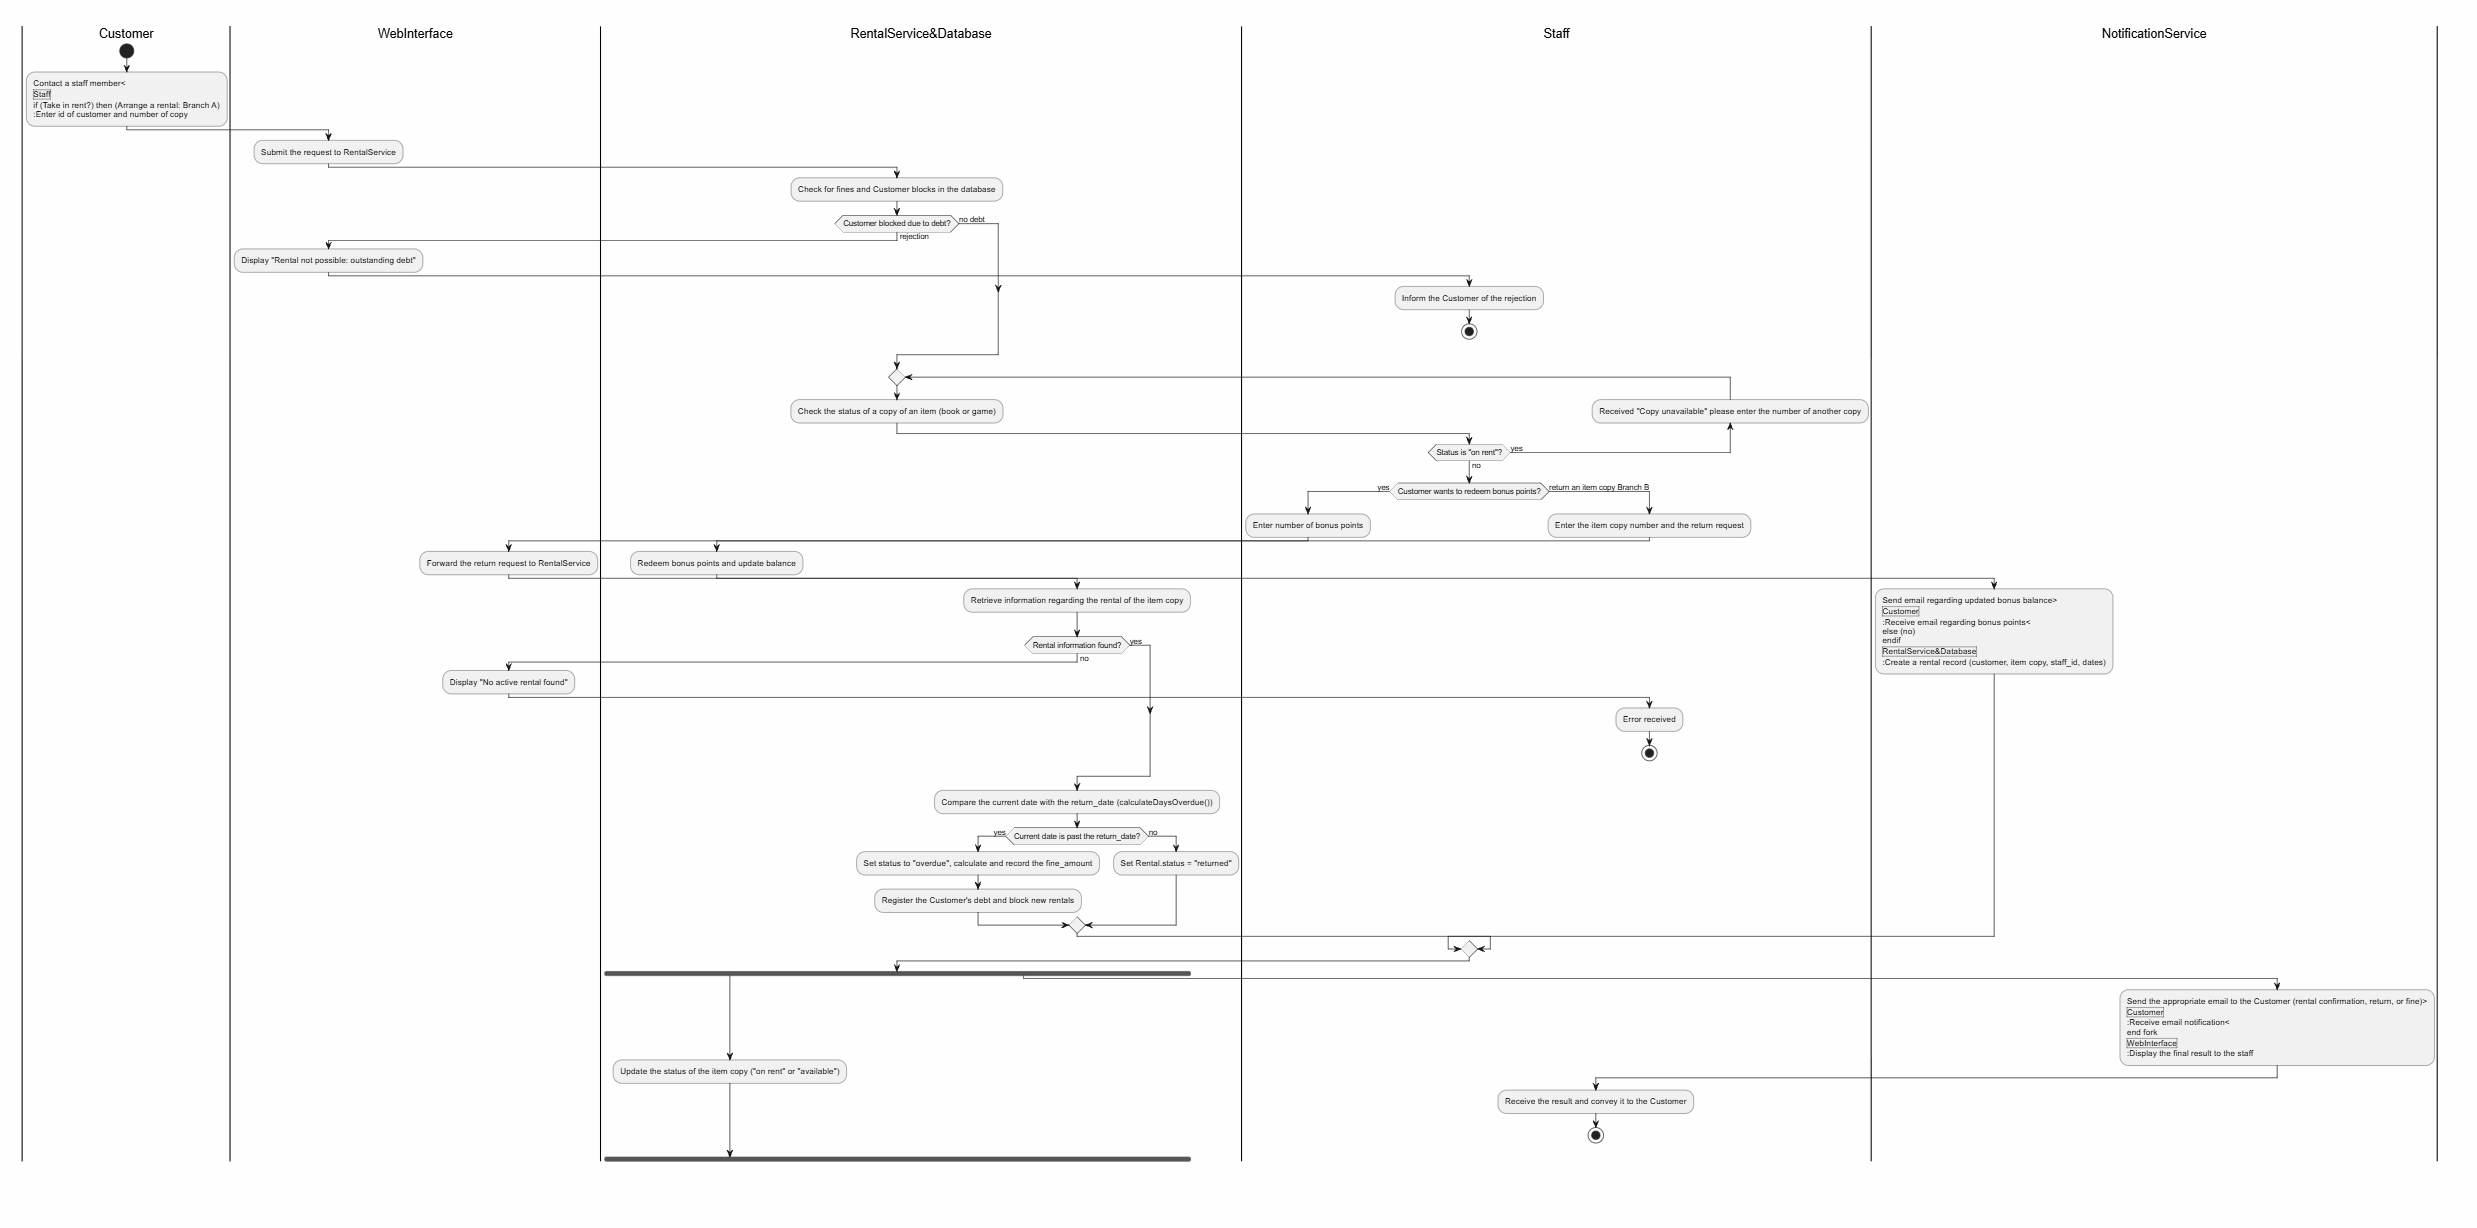 Customer
WebInterface
RentalService&Database
Staff
NotificationService
Contact a staff member<
Staff
if (Take in rent?) then (Arrange a rental: Branch A)
:Enter id of customer and number of copy
Submit the request to RentalService
Check for fines and Customer blocks in the database
Customer blocked due to debt?
no debt
rejection
Display "Rental not possible: outstanding debt"
Inform the Customer of the rejection
Check the status of a copy of an item (book or game)
Received "Copy unavailable" please enter the number of another copy
Status is "on rent"?
yes
no
yes
Customer wants to redeem bonus points?
return an item copy Branch B
Enter number of bonus points
Enter the item copy number and the return request
Forward the return request to RentalService
Redeem bonus points and update balance
Retrieve information regarding the rental of the item copy
Send email regarding updated bonus balance>
Customer
:Receive email regarding bonus points<
else (no)
endif
RentalService&Database
:Create a rental record (customer, item copy, staff_id, dates)
Rental information found?
yes
no
Display "No active rental found"
Error received
Compare the current date with the return_date (calculateDaysOverdue())
yes
Current date is past the return_date?
no
Set status to "overdue", calculate and record the fine_amount
Set Rental.status = "returned"
Register the Customer's debt and block new rentals
Send the appropriate email to the Customer (rental confirmation, return, or fine)>
Customer
:Receive email notification<
end fork
WebInterface
:Display the final result to the staff
Update the status of the item copy ("on rent" or "available")
Receive the result and convey it to the Customer